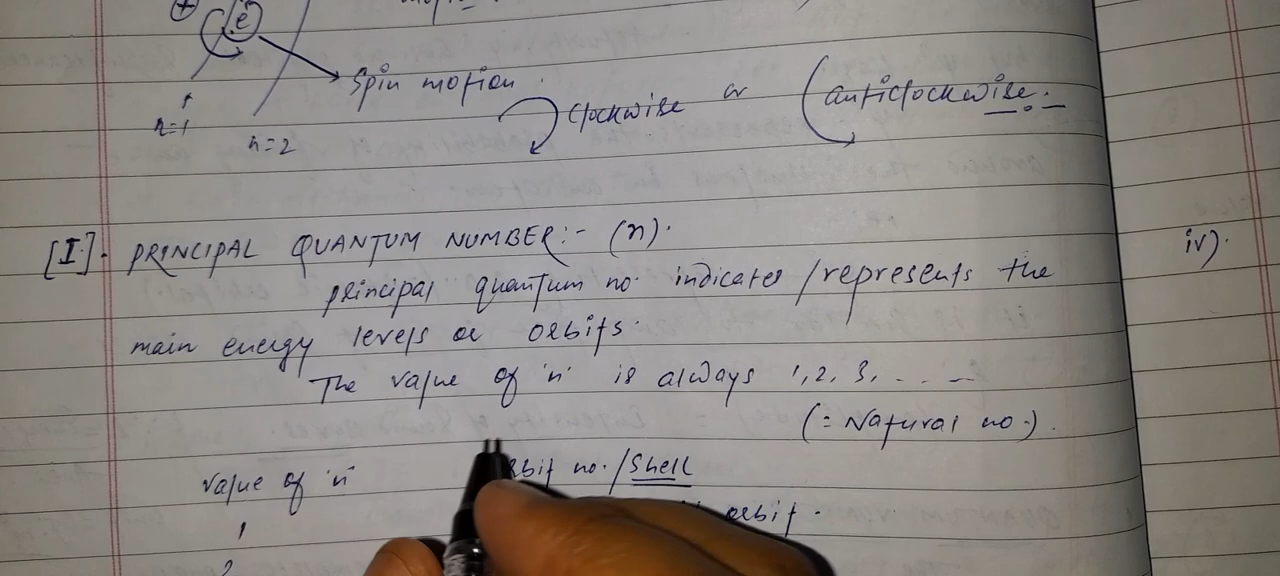 +
e
spin motion
clockwise or anticlockwise.
n=1
n=2
[I]. PRINCIPAL QUANTUM NUMBER:- (n).
principal quantum no. indicates/represents the
main energy levels or orbits.
The value of 'n' is always 1, 2, 3, . . . --
(= Natural no.).
iv).
value of 'n' orbit no./Shell
1 orbit.
2